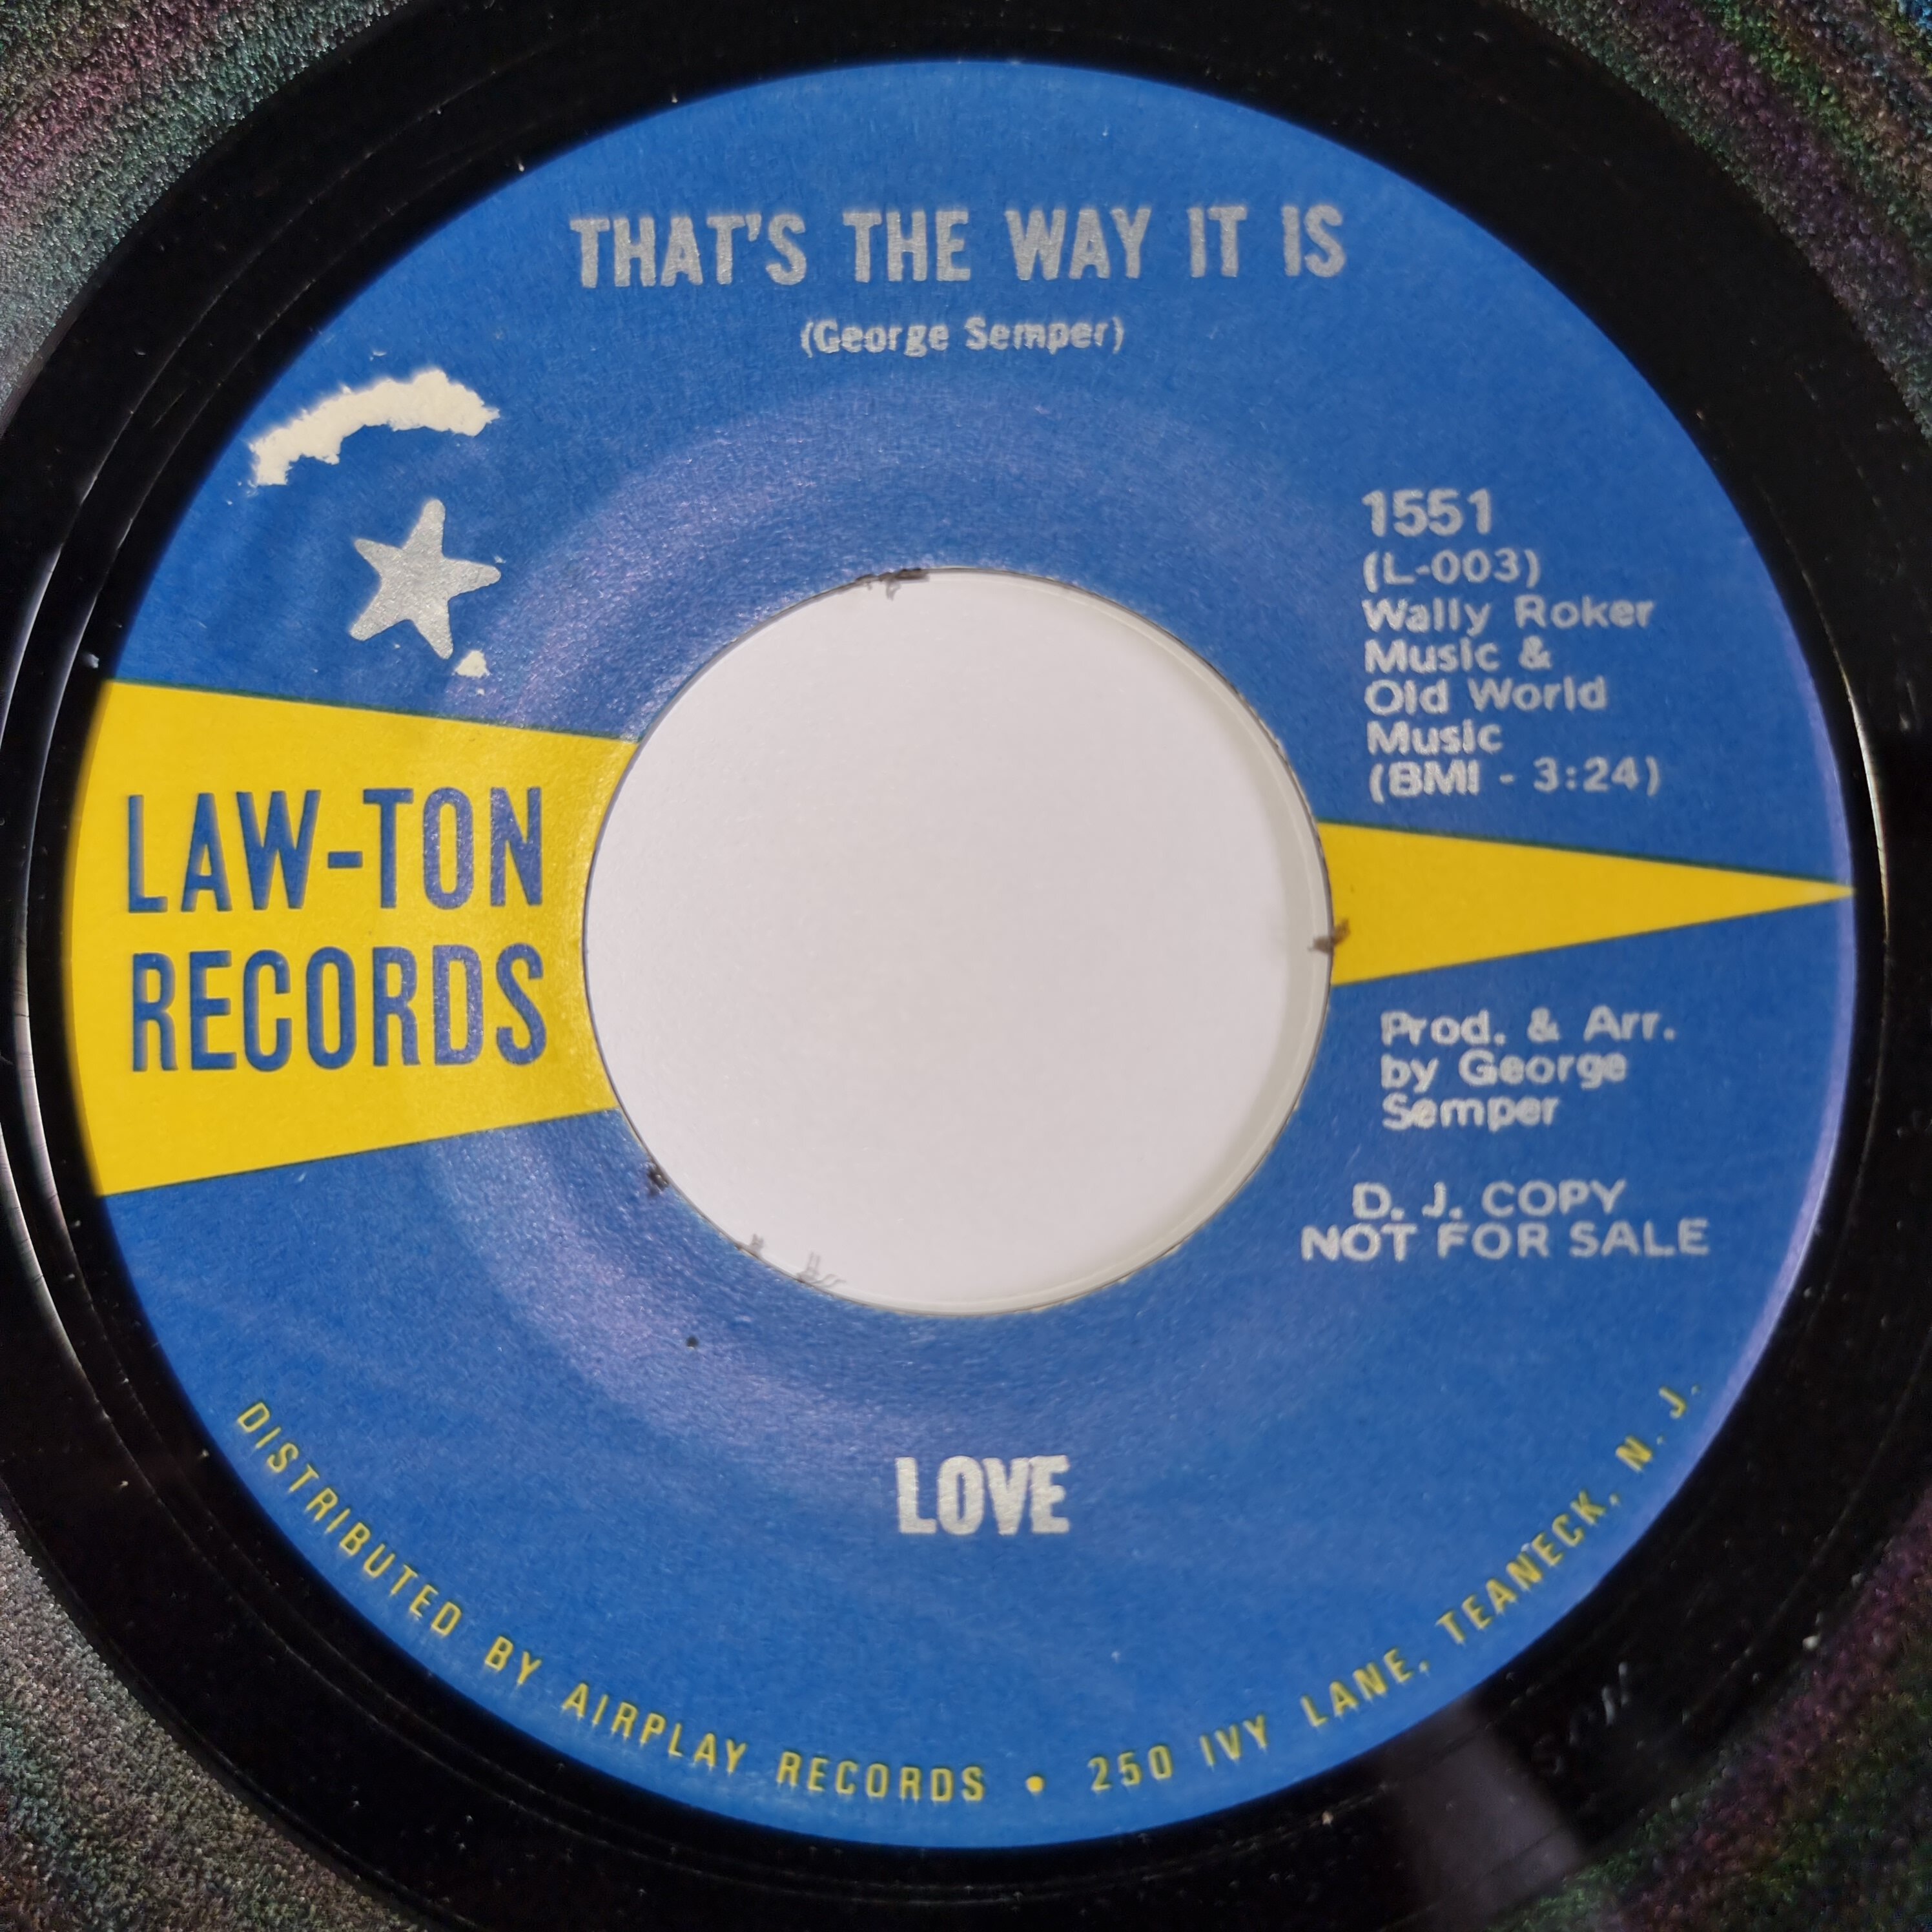 THAT'S THE WAY IT IS
(George Semper)
1551
(L-003)
Wally Roker
Music &
Old World
Music
(BMI - 3:24)
LAW-TON
RECORDS
Prod. & Arr.
by George
Semper
D. J. COPY
NOT FOR SALE
LOVE
DISTRIBUTED BY AIRPLAY RECORDS • 250 IVY LANE, TEANECK, N. J.